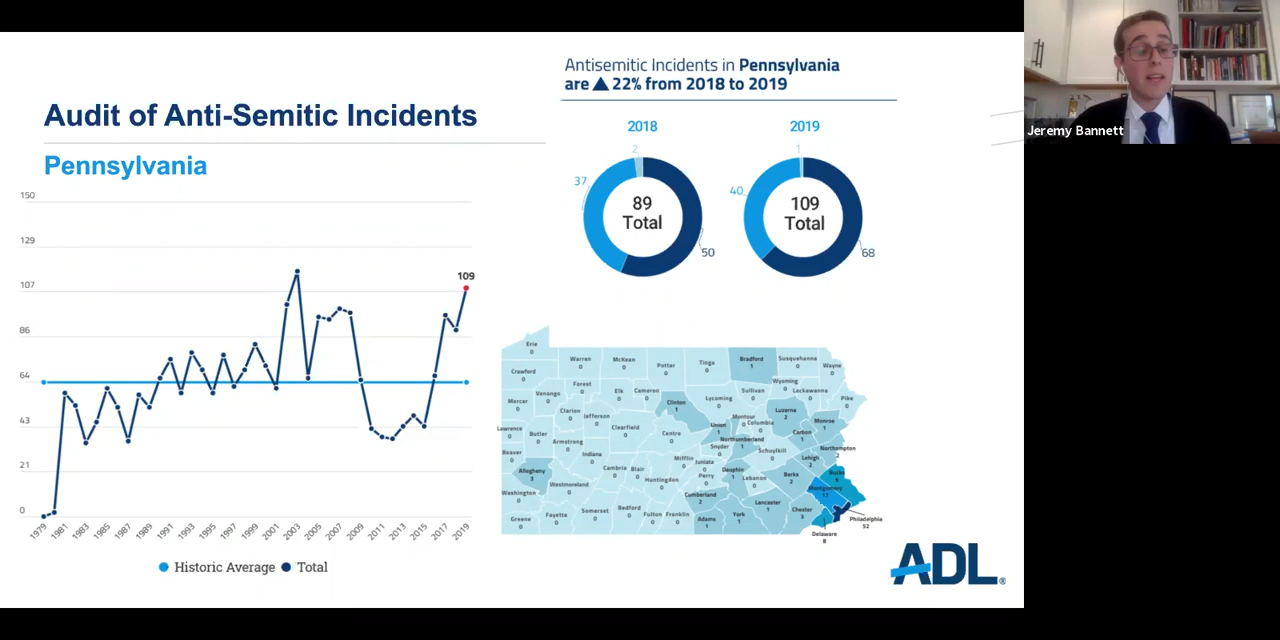 Audit of Anti-Semitic Incidents
Pennsylvania
150
129
107
86
64
43
21
0
109
1979
1981
1983
1985
1987
1989
1991
1993
1995
1997
1999
2001
2003
2005
2007
2009
2011
2013
2015
2017
2019
Historic Average
Total
Antisemitic Incidents in Pennsylvania
are ▲ 22% from 2018 to 2019
2018
2
37
89
Total
50
2019
1
40
109
Total
68
Erie
0
Crawford
0
Warren
0
McKean
0
Potter
0
Tioga
0
Bradford
1
Susquehanna
0
Wayne
0
Mercer
0
Venango
0
Forest
0
Elk
0
Cameron
0
Clinton
1
Lycoming
0
Sullivan
0
Wyoming
0
Lackawanna
0
Pike
0
Lawrence
0
Butler
0
Clarion
0
Jefferson
0
Clearfield
0
Centre
0
Union
1
Montour
0
Columbia
0
Northumberland
1
Luzerne
2
Monroe
1
Carbon
1
Northampton
2
Beaver
0
Allegheny
3
Armstrong
0
Indiana
0
Cambria
0
Blair
0
Huntingdon
0
Mifflin
0
Juniata
0
Snyder
0
Perry
0
Dauphin
1
Lebanon
0
Schuylkill
0
Berks
2
Lehigh
2
Bucks
6
Montgomery
17
Washington
0
Westmoreland
0
Greene
0
Fayette
0
Somerset
0
Bedford
0
Fulton
0
Franklin
0
Cumberland
2
Adams
1
York
1
Lancaster
1
Chester
3
Delaware
8
Philadelphia
52
ADL
Jeremy Bannett